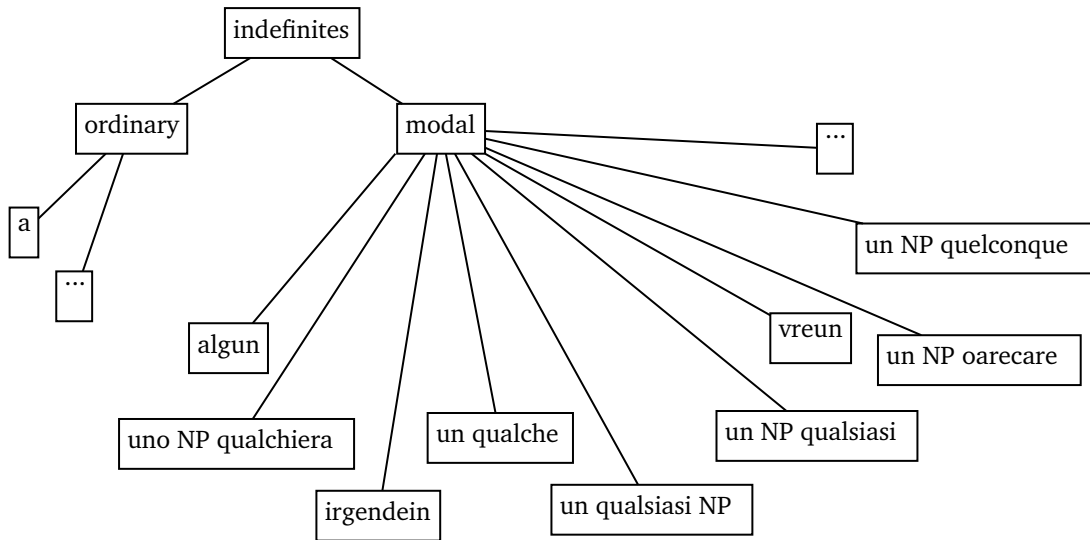 indefinites
ordinary
modal
...
a
un NP quelconque
...
vreun
algun
un NP oarecare
uno NP qualchiera
un qualche
un NP qualsiasi
irgendein
un qualsiasi NP